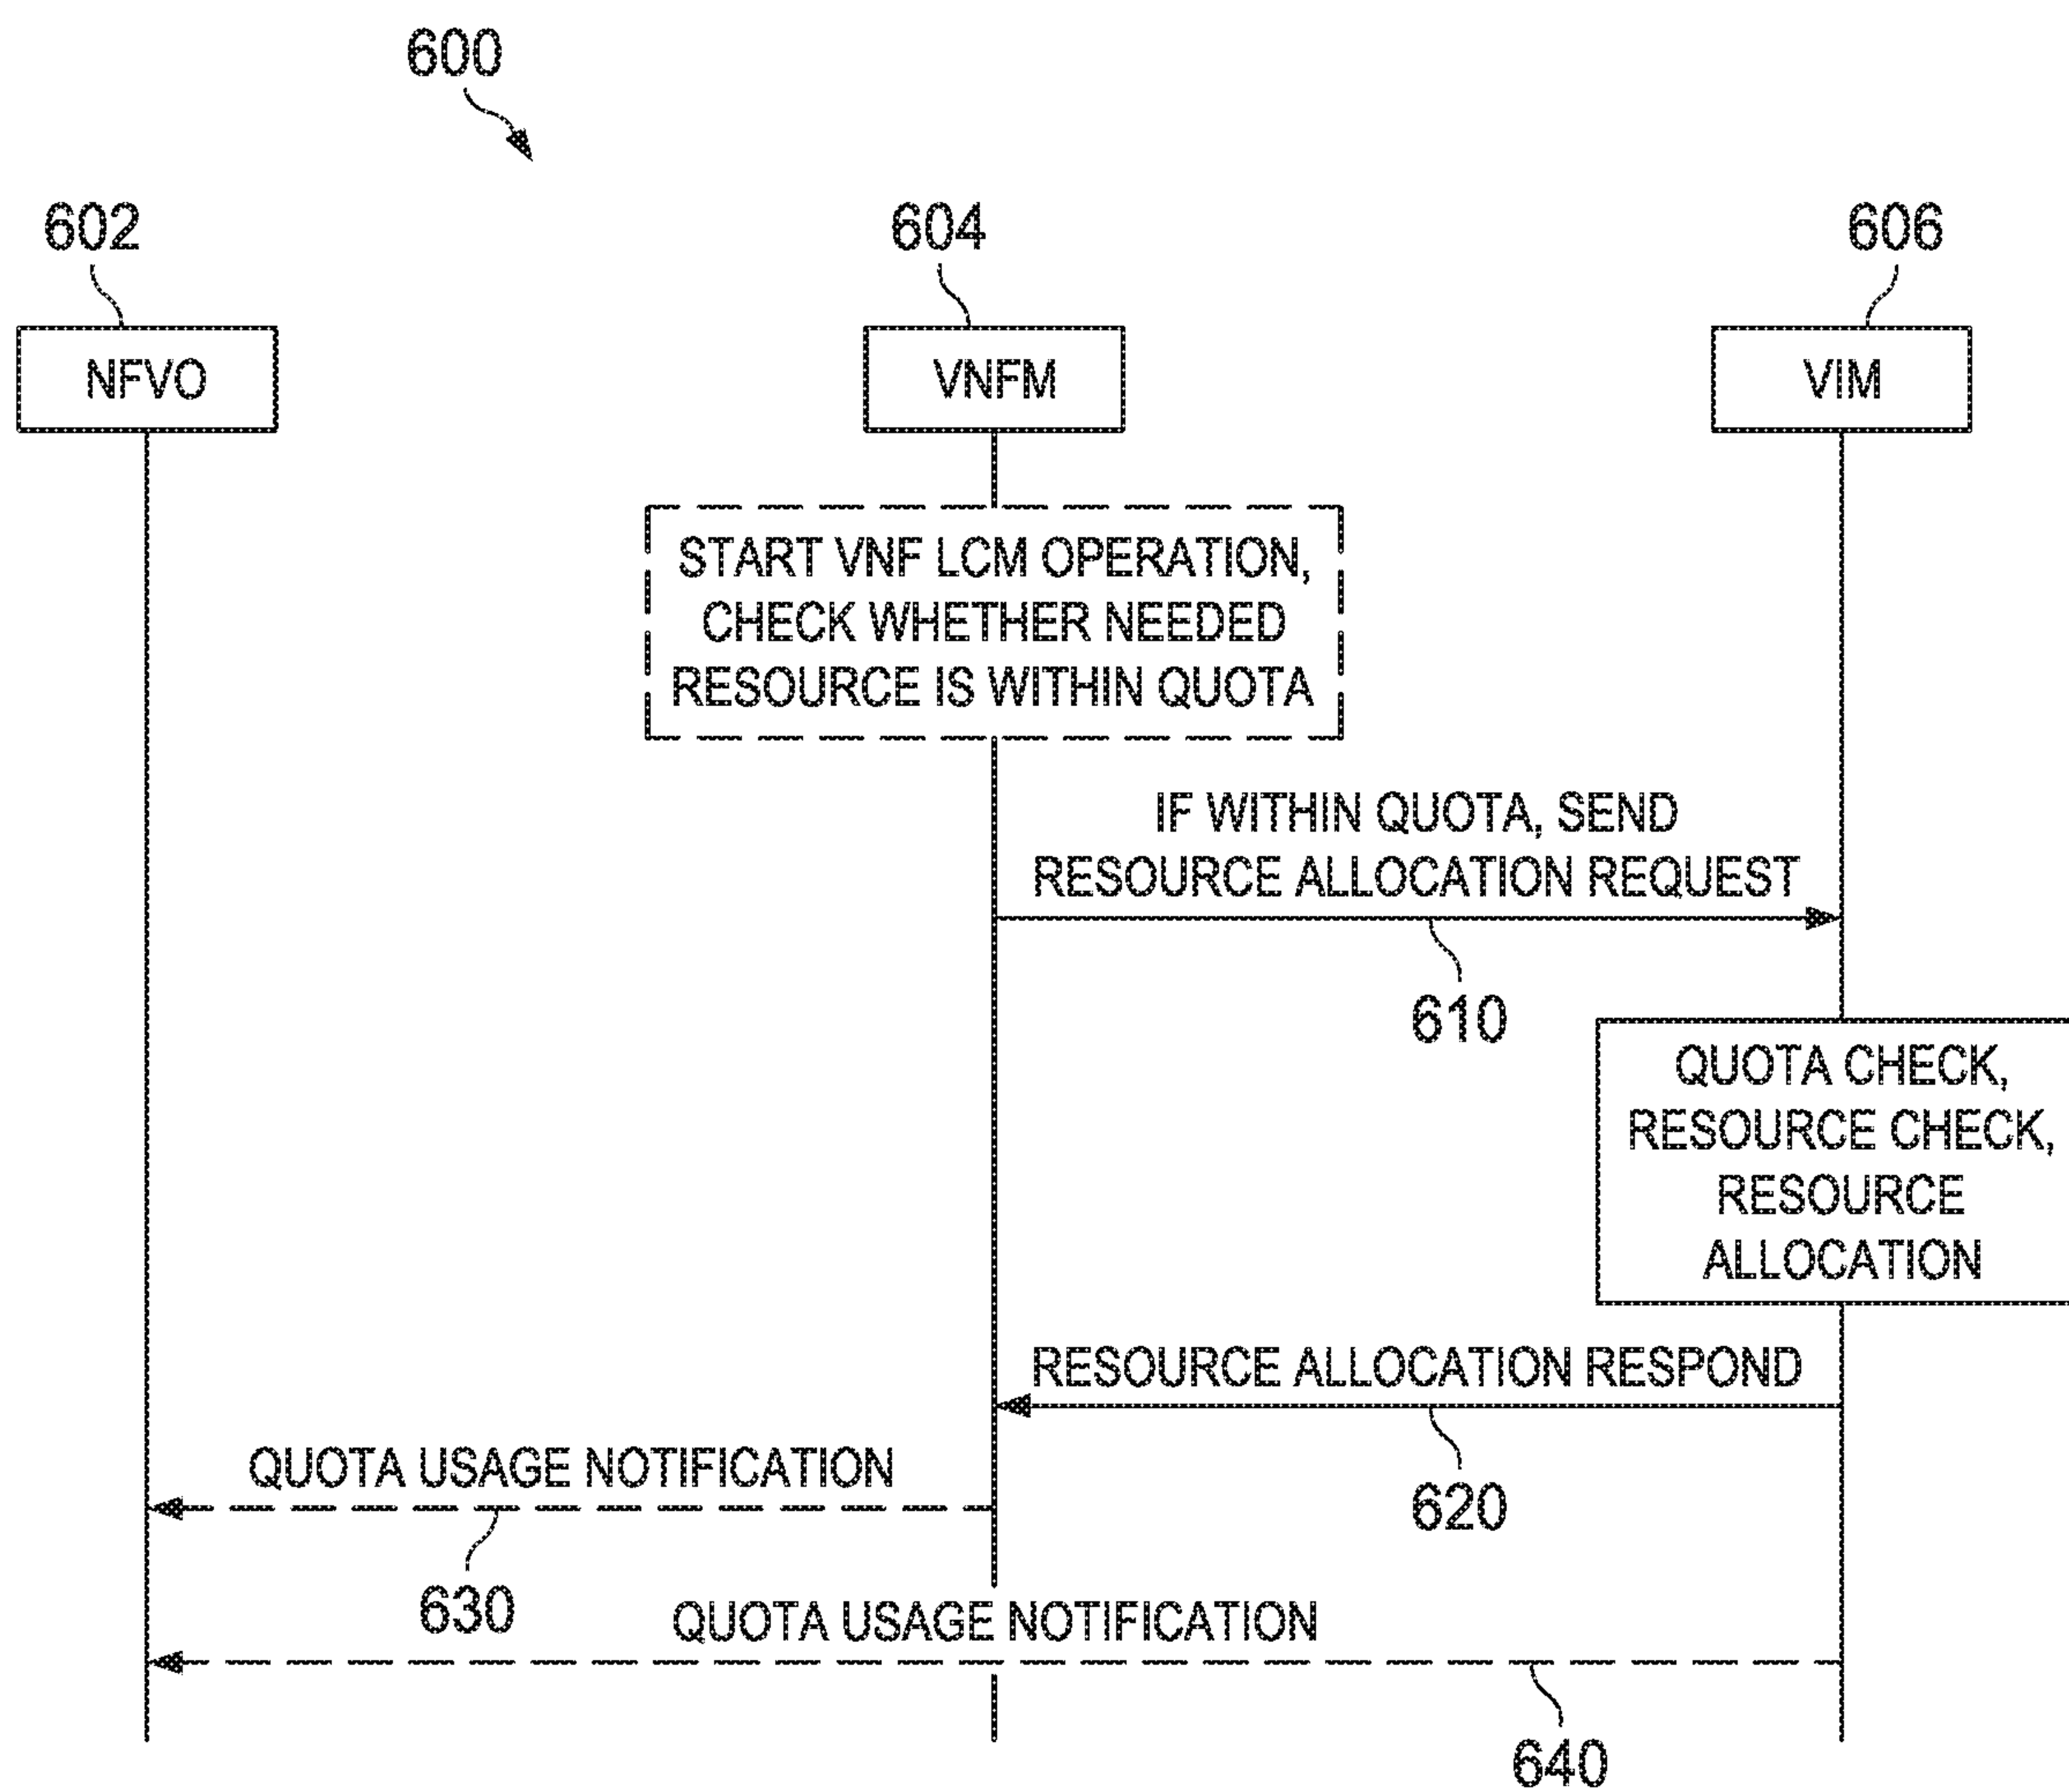 600
602
604
606
NFVO
VNFM
VIM
START VNF LCM OPERATION,
CHECK WHETHER NEEDED
RESOURCE IS WITHIN QUOTA
IF WITHIN QUOTA, SEND
RESOURCE ALLOCATION REQUEST
610
QUOTA CHECK,
RESOURCE CHECK,
RESOURCE
ALLOCATION
RESOURCE ALLOCATION RESPOND
620
QUOTA USAGE NOTIFICATION
630
QUOTA USAGE NOTIFICATION
640